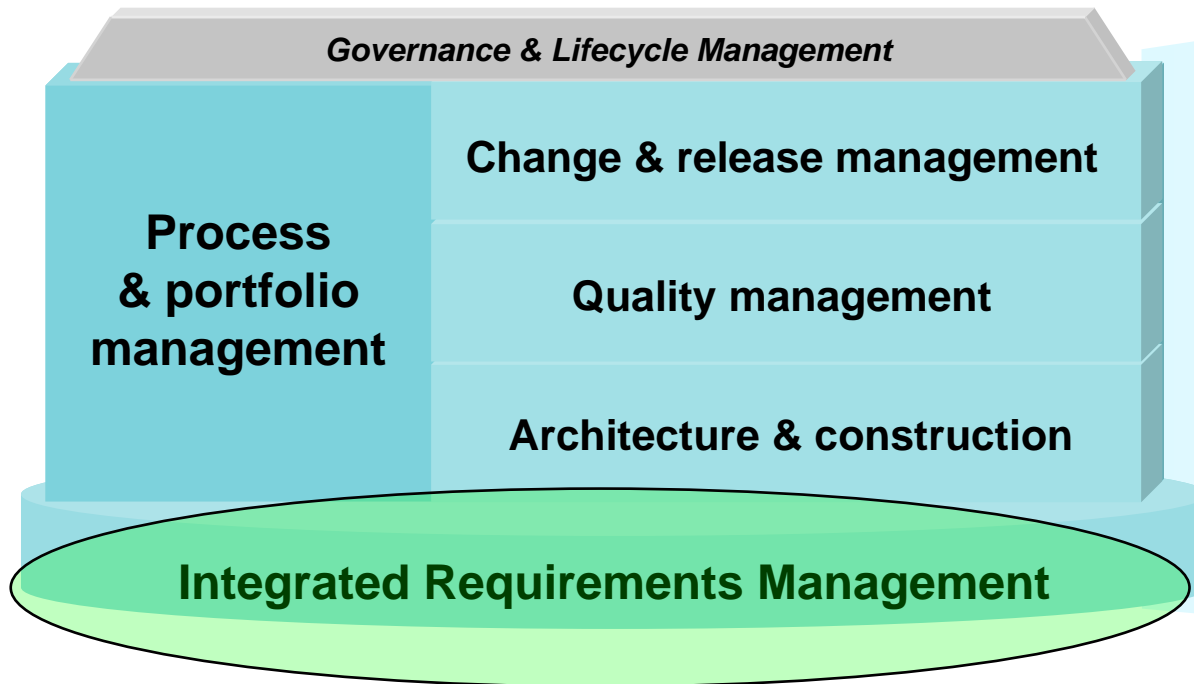 Governance & Lifecycle Management
Process
& portfolio
management
Change & release management
Quality management
Architecture & construction
Integrated Requirements Management